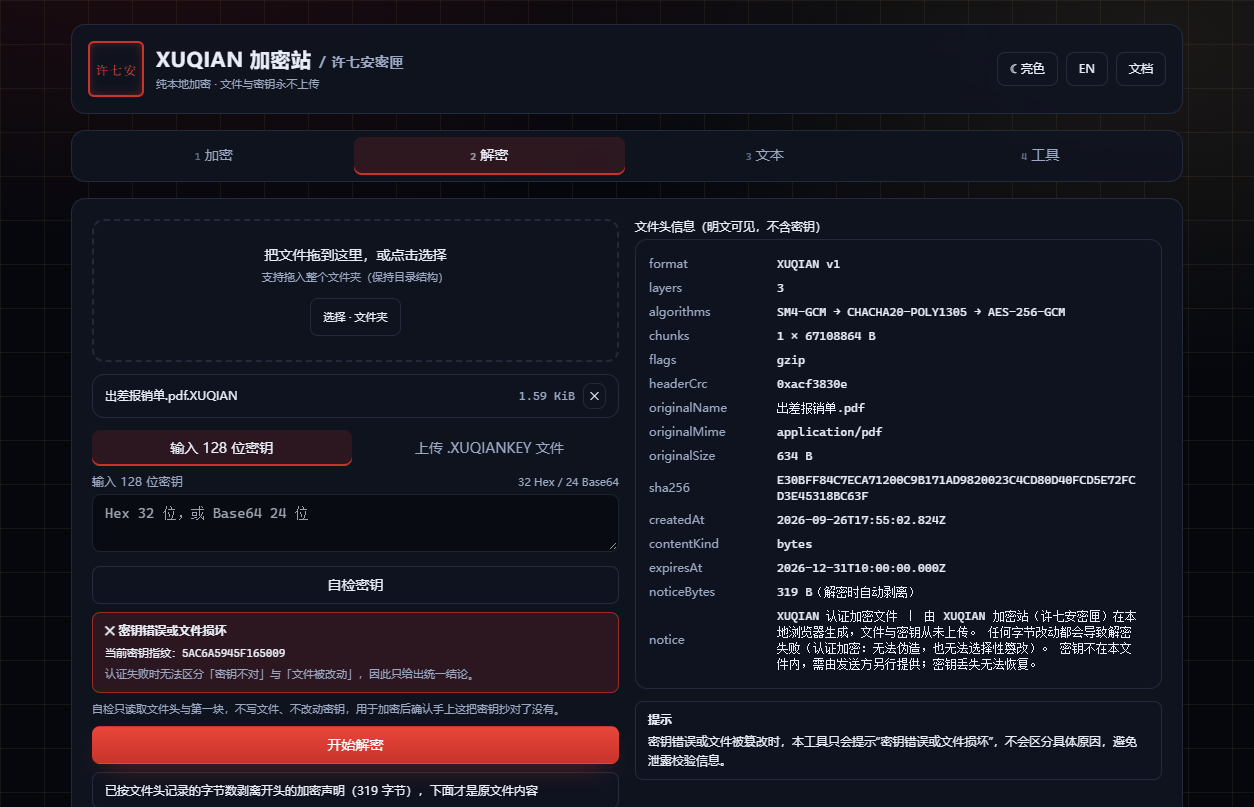 许七安
XUQIAN 加密站 / 许七安密匣
纯本地加密 · 文件与密钥永不上传
☾ 亮色
EN
文档
1 加密
2 解密
3 文本
4 工具
把文件拖到这里，或点击选择
支持拖入整个文件夹（保持目录结构）
选择 · 文件夹
出差报销单.pdf.XUQIAN
1.59 KiB
✕
输入 128 位密钥
上传 .XUQIANKEY 文件
输入 128 位密钥
32 Hex / 24 Base64
Hex 32 位，或 Base64 24 位
自检密钥
✕ 密钥错误或文件损坏
当前密钥指纹：5AC6A5945F165009
认证失败时无法区分「密钥不对」与「文件被改动」，因此只给出统一结论。
自检只读取文件头与第一块，不写文件、不改动密钥，用于加密后确认手上这把密钥抄对了没有。
开始解密
已按文件头记录的字节数剥离开头的加密声明（319 字节），下面才是原文件内容
文件头信息（明文可见，不含密钥）
format XUQIAN v1
layers 3
algorithms SM4-GCM → CHACHA20-POLY1305 → AES-256-GCM
chunks 1 × 67108864 B
flags gzip
headerCrc 0xacf3830e
originalName 出差报销单.pdf
originalMime application/pdf
originalSize 634 B
sha256 E30BFF84C7ECA71200C9B171AD9820023C4CD80D40FCD5E72FC
D3E45318BC63F
createdAt 2026-09-26T17:55:02.824Z
contentKind bytes
expiresAt 2026-12-31T10:00:00.000Z
noticeBytes 319 B（解密时自动剥离）
notice XUQIAN 认证加密文件 | 由 XUQIAN 加密站（许七安密匣）在本
地浏览器生成，文件与密钥从未上传。 任何字节改动都会导致解密
失败（认证加密：无法伪造，也无法选择性篡改）。 密钥不在本文
件内，需由发送方另行提供；密钥丢失无法恢复。
提示
密钥错误或文件被篡改时，本工具只会提示“密钥错误或文件损坏”，不会区分具体原因，避免
泄露校验信息。